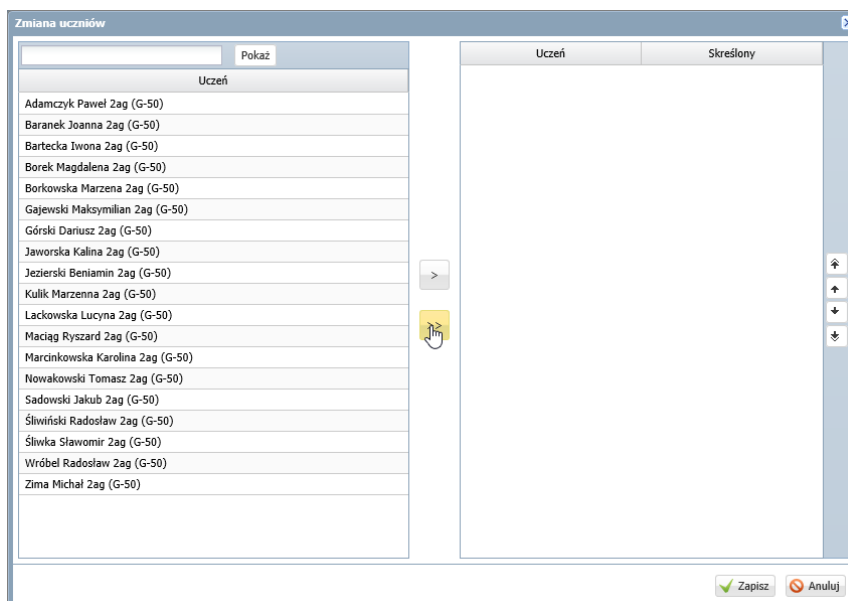 Zmiana uczniów
Pokaż
Uczeń
Adamczyk Paweł 2ag (G-50)
Baranek Joanna 2ag (G-50)
Bartecka Iwona 2ag (G-50)
Borek Magdalena 2ag (G-50)
Borkowska Marzena 2ag (G-50)
Gajewski Maksymilian 2ag (G-50)
Górski Dariusz 2ag (G-50)
Jaworska Kalina 2ag (G-50)
Jezierski Beniamin 2ag (G-50)
Kulik Marzenna 2ag (G-50)
Lackowska Lucyna 2ag (G-50)
Maciąg Ryszard 2ag (G-50)
Marcinkowska Karolina 2ag (G-50)
Nowakowski Tomasz 2ag (G-50)
Sadowski Jakub 2ag (G-50)
Śliwiński Radosław 2ag (G-50)
Śliwka Sławomir 2ag (G-50)
Wróbel Radosław 2ag (G-50)
Zima Michał 2ag (G-50)
>
>>
Uczeń Skreślony
Zapisz Anuluj